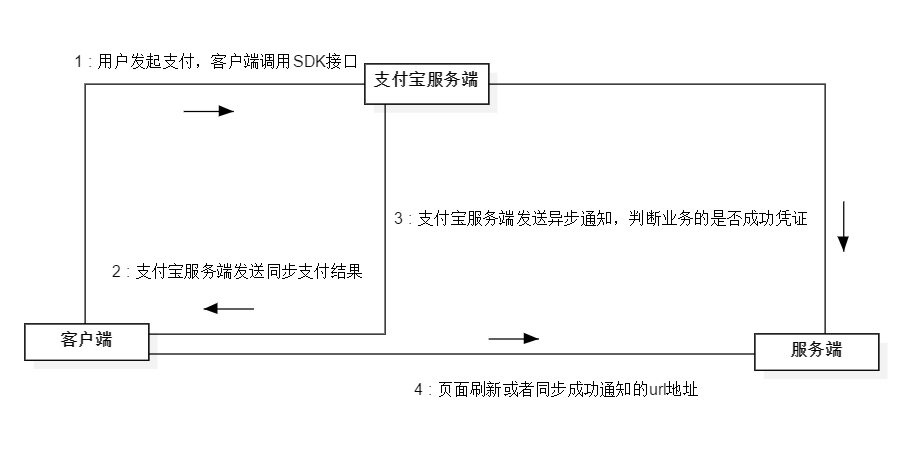 1 : 用户发起支付，客户端调用SDK接口
支付宝服务端
3 : 支付宝服务端发送异步通知，判断业务的是否成功凭证
2 : 支付宝服务端发送同步支付结果
客户端
服务端
4 : 页面刷新或者同步成功通知的url地址